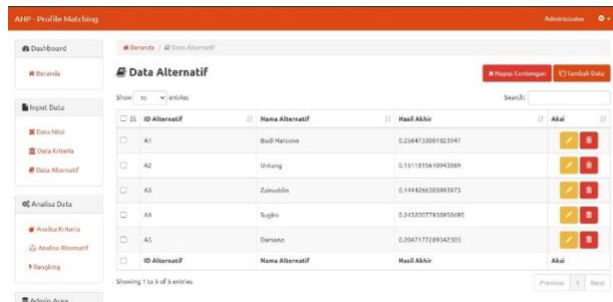 AHP - Profile Matching
Administrator
Dashboard
Beranda
Input Data
Data Nilai
Data Kriteria
Data Alternatif
Analisa Data
Analisa Kriteria
Analisa Alternatif
Rangking
Admin Area
Beranda / Data Alternatif
Data Alternatif
Hapus Contengan
Tambah Data
Show 10 entries
Search:
ID Alternatif Nama Alternatif Hasil Akhir Aksi
A1 Budi Harsono
A2 Untung
A3 Zainuddin
A4 Sugito
A5 Darsono
ID Alternatif Nama Alternatif Hasil Akhir Aksi
Showing 1 to 5 of 5 entries
Previous 1 Next